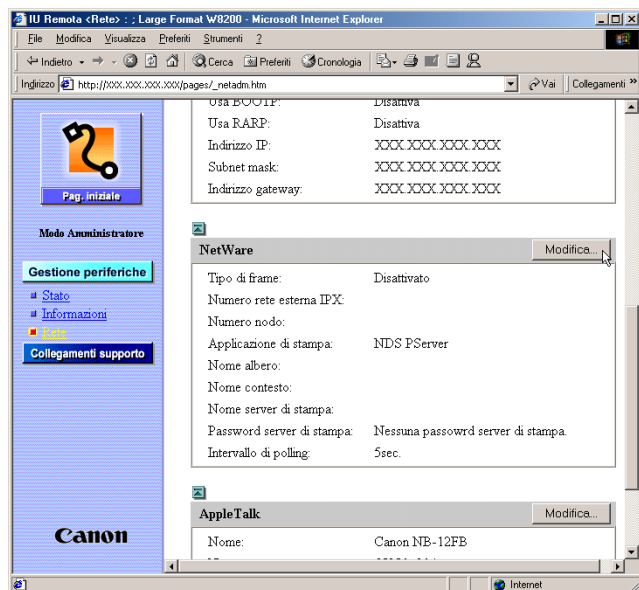 IU Remota <Rete> : ; Large Format W8200 - Microsoft Internet Explorer
File Modifica Visualizza Preferiti Strumenti ?
Indietro Cerca Preferiti Cronologia
Indirizzo http://XXX.XXX.XXX.XXX/pages/_netadm.htm Vai Collegamenti »
Usa BOOTP: Disattiva
Usa RARP: Disattiva
Indirizzo IP: XXX.XXX.XXX.XXX
Subnet mask: XXX.XXX.XXX.XXX
Indirizzo gateway: XXX.XXX.XXX.XXX
Pag. iniziale
Modo Amministratore
Gestione periferiche
Stato
Informazioni
Rete
Collegamenti supporto
Canon
NetWare Modifica...
Tipo di frame: Disattivato
Numero rete esterna IPX:
Numero nodo:
Applicazione di stampa: NDS PServer
Nome albero:
Nome contesto:
Nome server di stampa:
Password server di stampa: Nessuna passowrd server di stampa.
Intervallo di polling: 5sec.
AppleTalk Modifica...
Nome: Canon NB-12FB
Internet